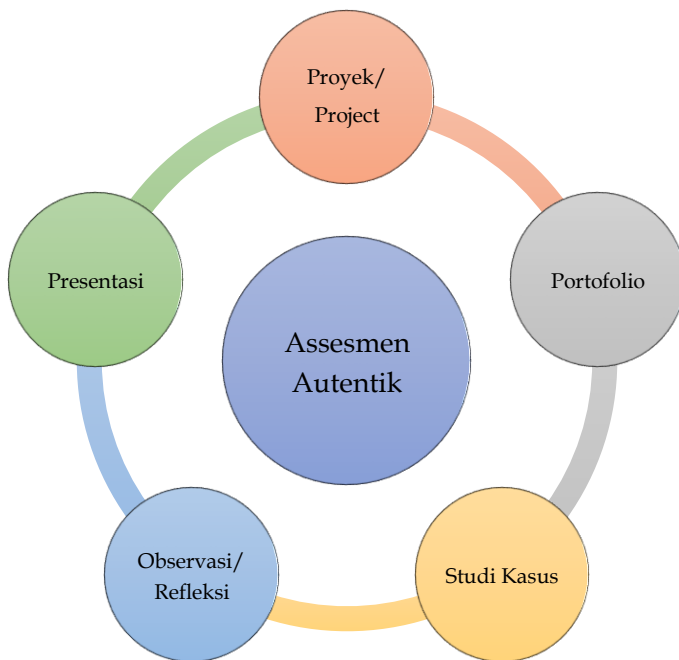 Proyek/
Project
Presentasi
Portofolio
Assesmen
Autentik
Observasi/
Refleksi
Studi Kasus